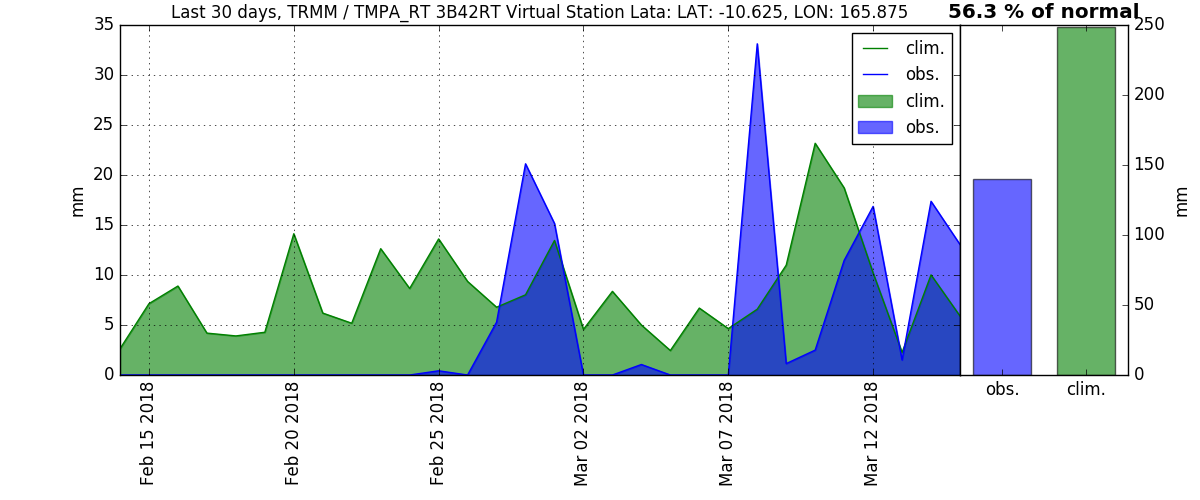 Last 30 days, TRMM / TMPA_RT 3B42RT Virtual Station Lata: LAT: -10.625, LON: 165.875
56.3 % of normal
35
30
25
20
15
10
5
0
mm
clim.
obs.
clim.
obs.
Feb 15 2018
Feb 20 2018
Feb 25 2018
Mar 02 2018
Mar 07 2018
Mar 12 2018
250
200
150
100
50
0
mm
obs.
clim.